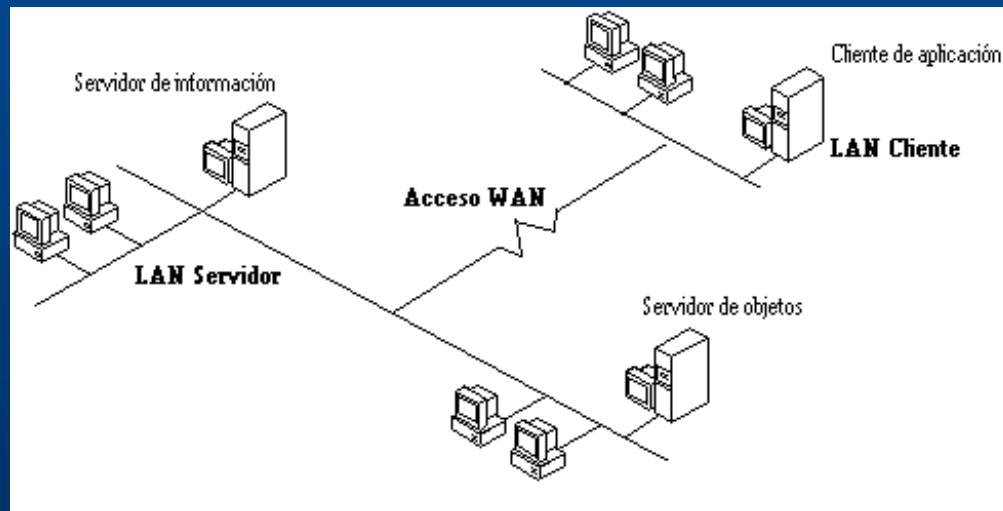 Cliente de aplicación
Servidor de información
LAN Cliente
Acceso WAN
LAN Servidor
Servidor de objetos